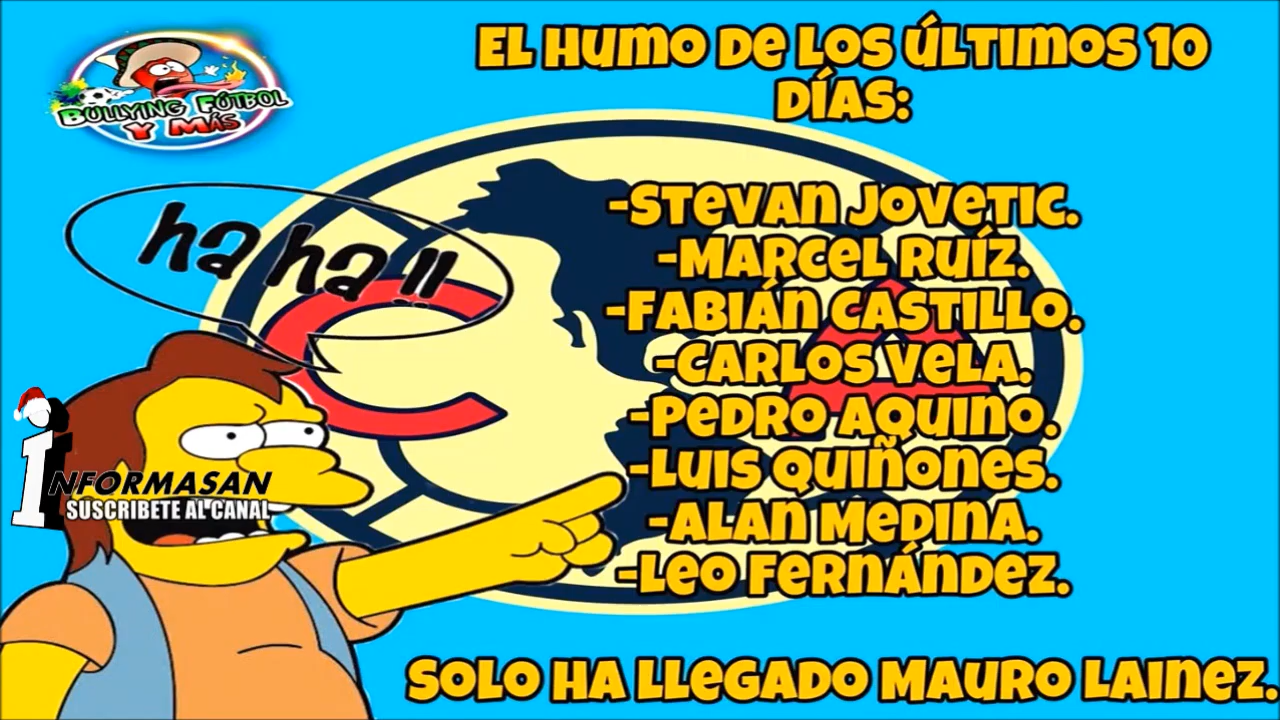 BULLYING FÚTBOL
Y MÁS
EL HUMO DE LOS ÚLTIMOS 10
DÍAS:
-STEVAN JOVETIC.
-MARCEL RUÍZ.
-FABIÁN CASTILLO.
-CARLOS VELA.
-PEDRO AQUINO.
-LUIS QUIÑONES.
-ALAN MEDINA.
-LEO FERNÁNDEZ.
ha ha !!
C A
iNFORMASAN
SUSCRIBETE AL CANAL
SOLO HA LLEGADO MAURO LAINEZ.